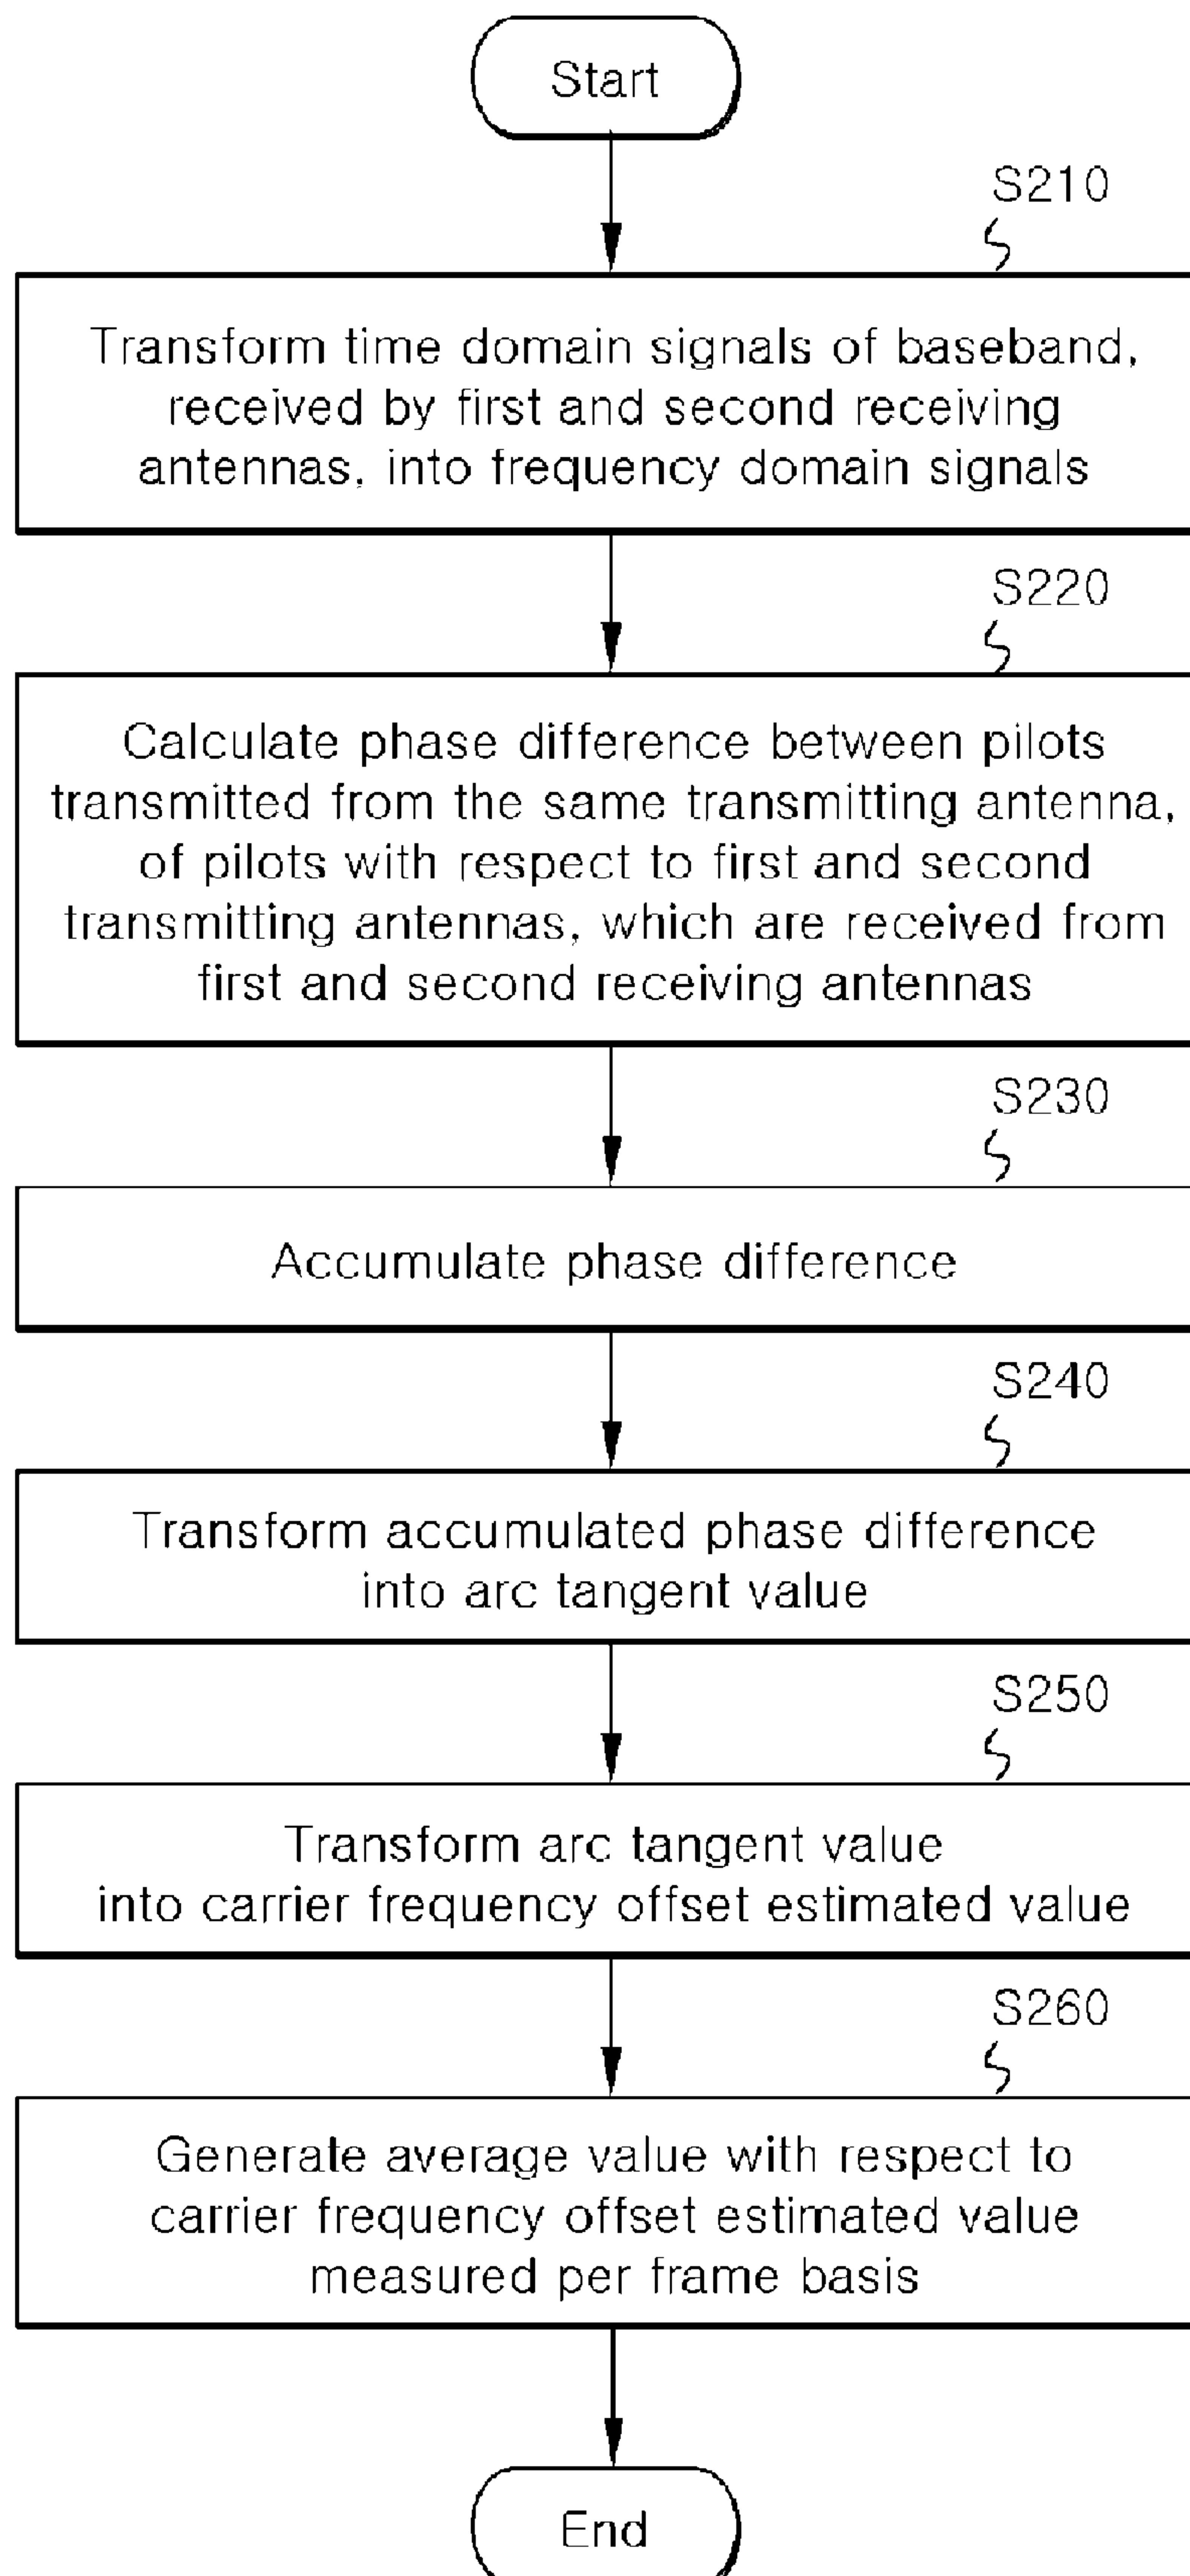 Start
S210
Transform time domain signals of baseband,
received by first and second receiving
antennas, into frequency domain signals
S220
Calculate phase difference between pilots
transmitted from the same transmitting antenna,
of pilots with respect to first and second
transmitting antennas, which are received from
first and second receiving antennas
S230
Accumulate phase difference
S240
Transform accumulated phase difference
into arc tangent value
S250
Transform arc tangent value
into carrier frequency offset estimated value
S260
Generate average value with respect to
carrier frequency offset estimated value
measured per frame basis
End